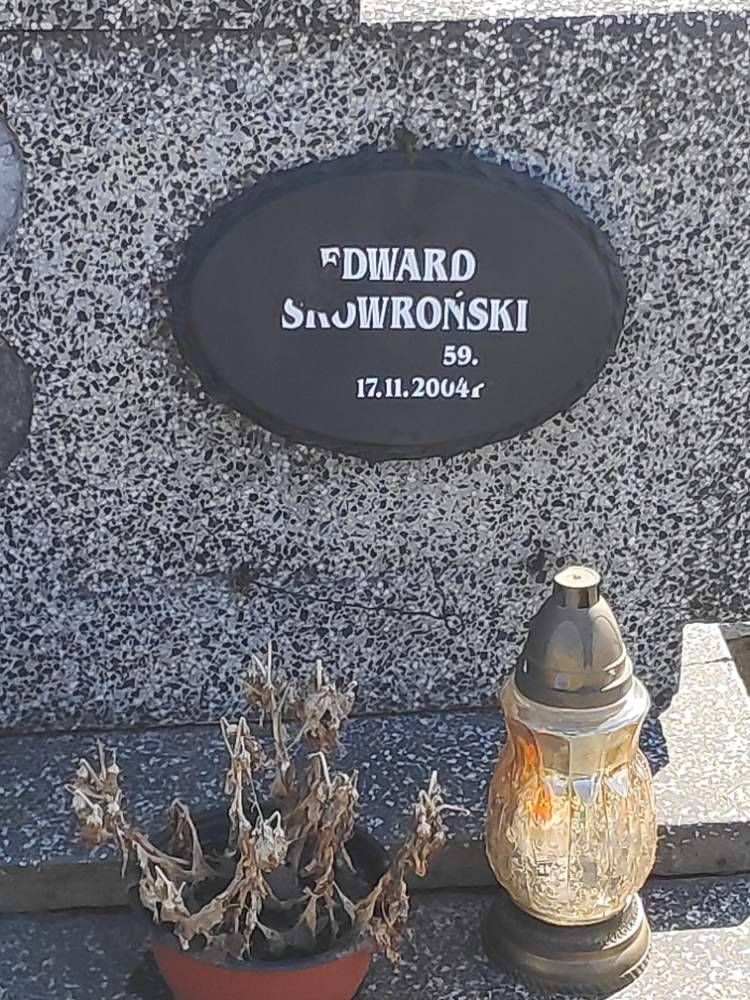 EDWARD
SKOWROŃSKI
59.
17.11.2004r